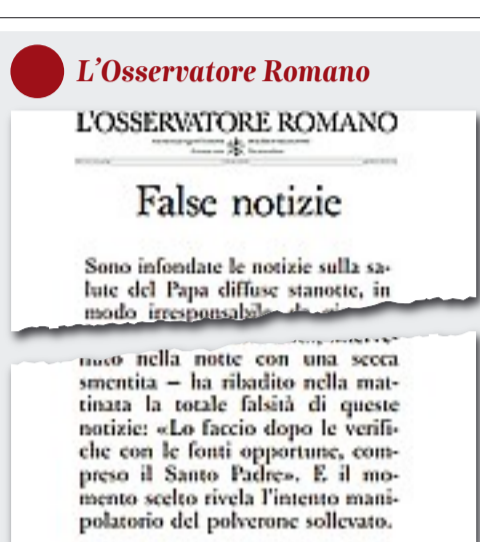 L'Osservatore Romano
L'OSSERVATORE ROMANO
False notizie
Sono infondate le notizie sulla sa-
lute del Papa diffuse stanotte, in
modo irresponsabile,
nella notte con una secca
smentita – ha ribadito nella mat-
tinata la totale falsità di queste
notizie: «Lo faccio dopo le verifi-
che con le fonti opportune, com-
preso il Santo Padre». E il mo-
mento scelto rivela l'intento mani-
polatorio del polverone sollevato.